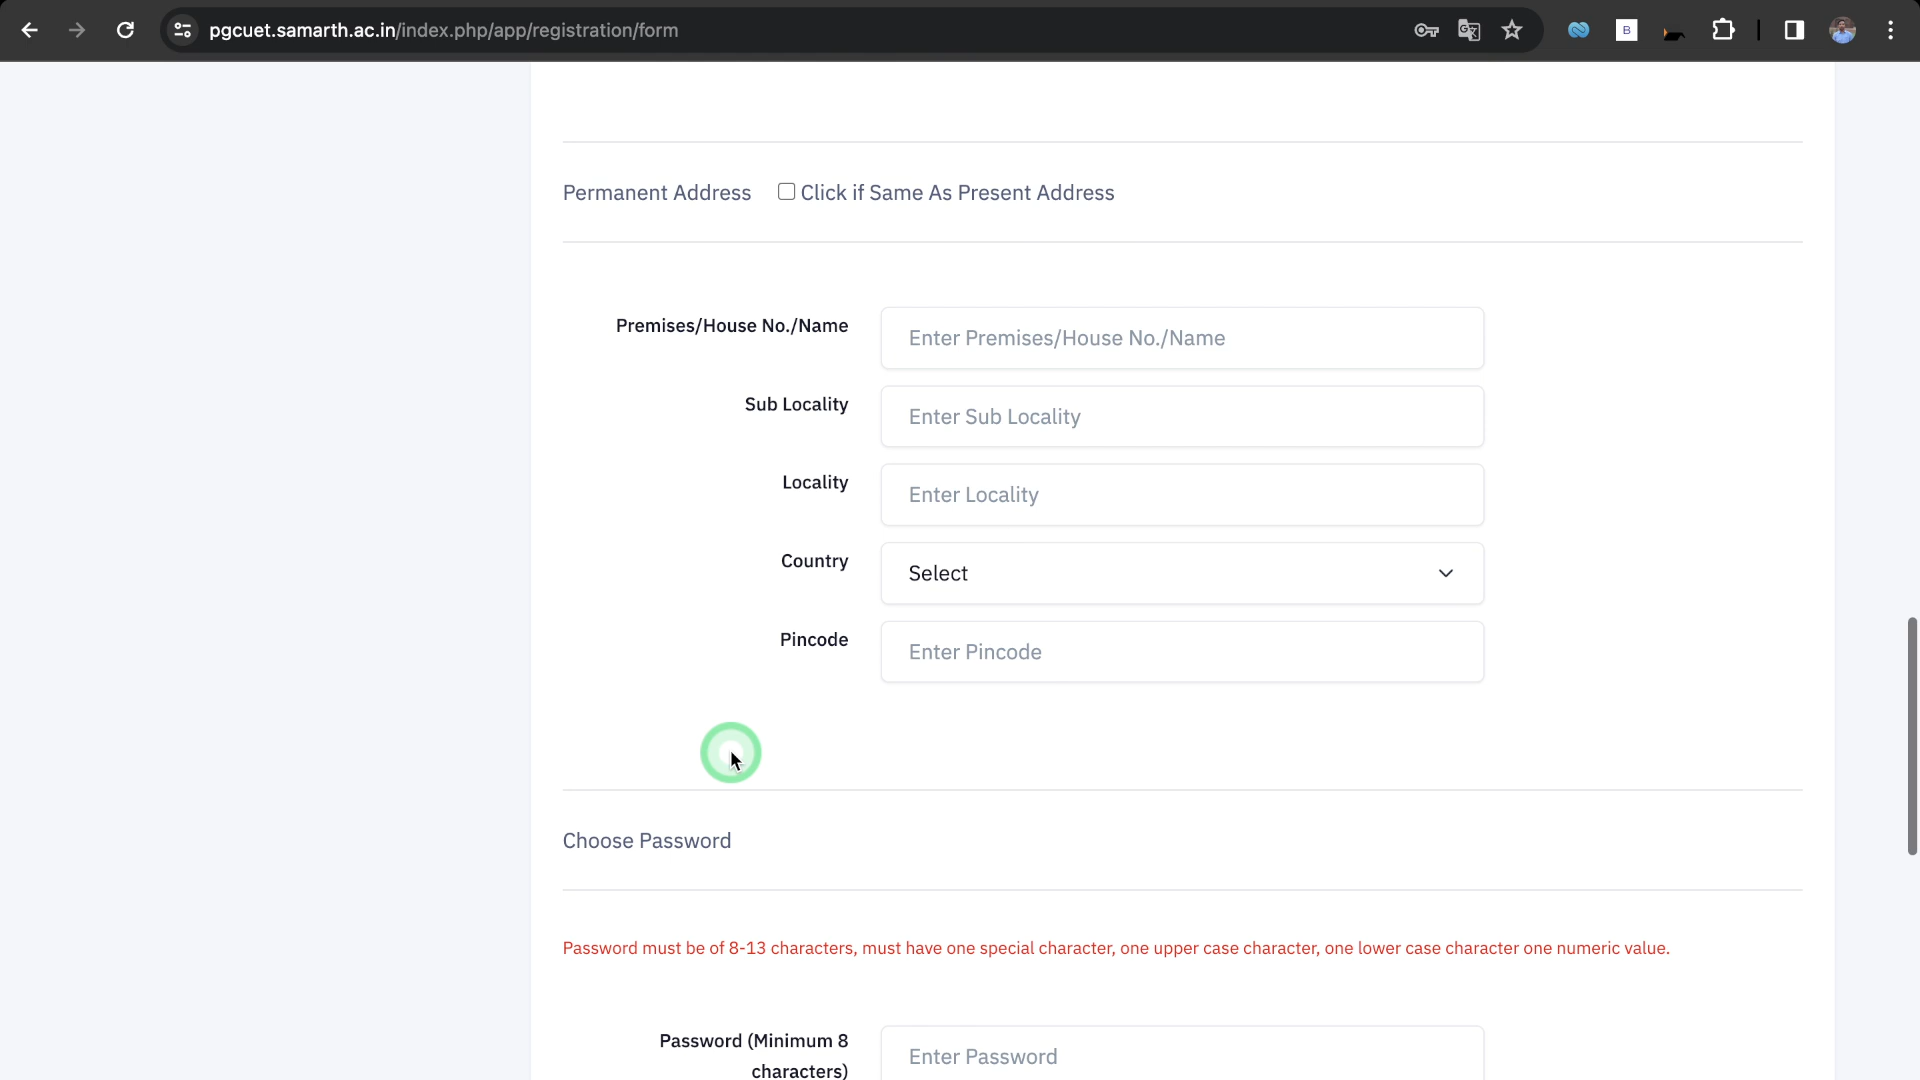 pgcuet.samarth.ac.in/index.php/app/registration/form
B
Permanent Address Click if Same As Present Address
Premises/House No./Name Enter Premises/House No./Name
Sub Locality Enter Sub Locality
Locality Enter Locality
Country Select
Pincode Enter Pincode
Choose Password
Password must be of 8-13 characters, must have one special character, one upper case character, one lower case character one numeric value.
Password (Minimum 8 Enter Password
characters)